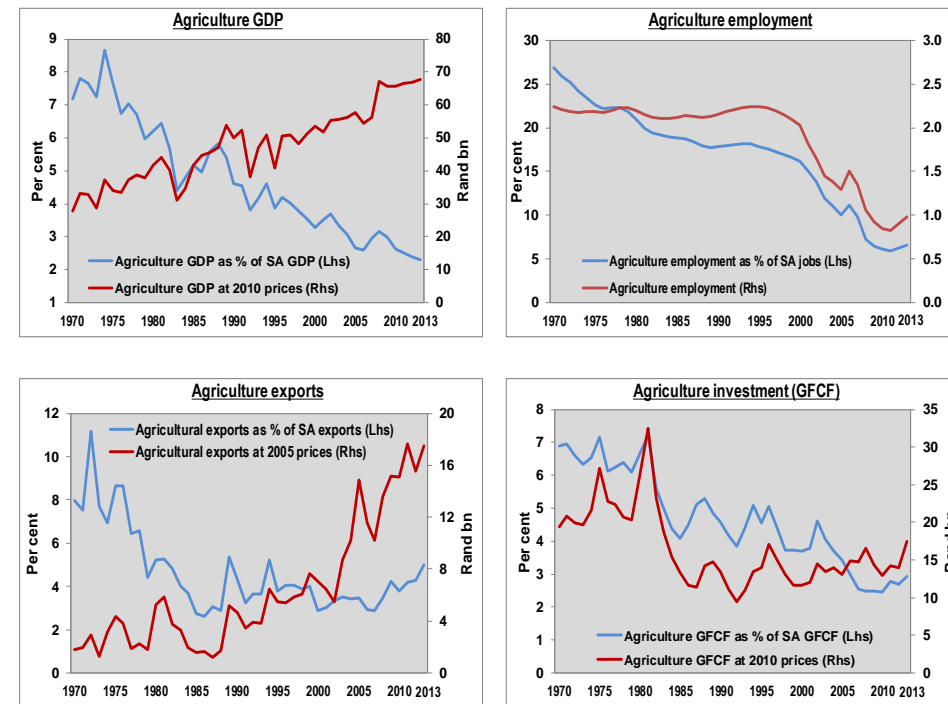 Agriculture GDP
9
8
7
6
5
4
3
2
1
Per cent
80
70
60
50
40
30
20
10
0
Rand bn
Agriculture GDP as % of SA GDP (Lhs)
Agriculture GDP at 2010 prices (Rhs)
1970 1975 1980 1985 1990 1995 2000 2005 2010 2013
Agriculture employment
30
25
20
15
10
5
0
Per cent
3.0
2.5
2.0
1.5
1.0
0.5
0.0
Agriculture employment as % of SA jobs (Lhs)
Agriculture employment (Rhs)
1970 1975 1980 1985 1990 1995 2000 2005 2010 2013
Agriculture exports
12
10
8
6
4
2
0
Per cent
20
16
12
8
4
0
Rand bn
Agricultural exports as % of SA exports (Lhs)
Agricultural exports at 2005 prices (Rhs)
1970 1975 1980 1985 1990 1995 2000 2005 2010 2013
Agriculture investment (GFCF)
8
7
6
5
4
3
2
1
0
Per cent
35
30
25
20
15
10
5
0
Agriculture GFCF as % of SA GFCF (Lhs)
Agriculture GFCF at 2010 prices (Rhs)
1970 1975 1980 1985 1990 1995 2000 2005 2010 2013